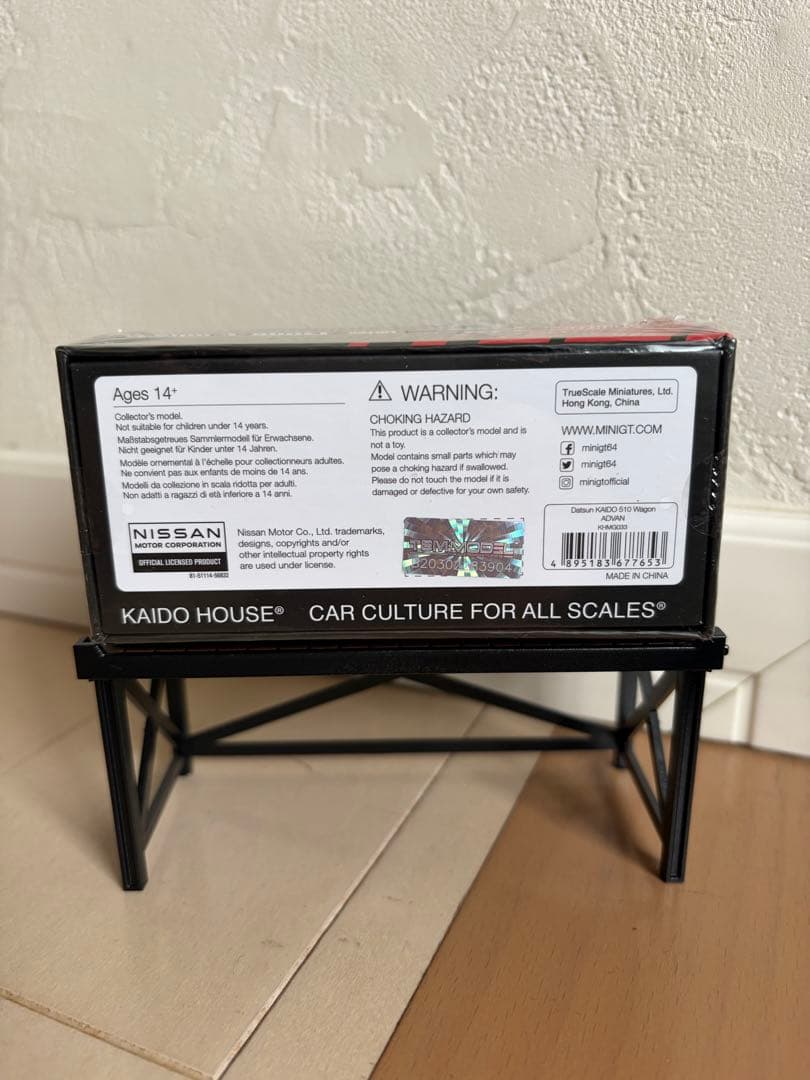 Ages 14+
Collector's model.
Not suitable for children under 14 years.
Maßstabsgetreues Sammlermodell für Erwachsene.
Nicht geeignet für Kinder unter 14 Jahren.
Modèle ornemental à l'échelle pour collectionneurs adultes.
Ne convient pas aux enfants de moins de 14 ans.
Modelli da collezione in scala ridotta per adulti.
Non adatti a ragazzi di età inferiore a 14 anni.
NISSAN
MOTOR CORPORATION
OFFICIAL LICENSED PRODUCT
Nissan Motor Co., Ltd. trademarks,
designs, copyrights and/or
other intellectual property rights
are used under license.
WARNING:
CHOKING HAZARD
This product is a collector's model and is
not a toy.
Model contains small parts which may
pose a choking hazard if swallowed.
Please do not touch the model if it is
damaged or defective for your own safety.
TrueScale Miniatures, Ltd.
Hong Kong, China
WWW.MINIGT.COM
minigt64
minigt64
minigtofficial
Datsun KAIDO 510 Wagon
ADVAN
KHMG033
4 895183 677653
MADE IN CHINA
KAIDO HOUSE® CAR CULTURE FOR ALL SCALES®